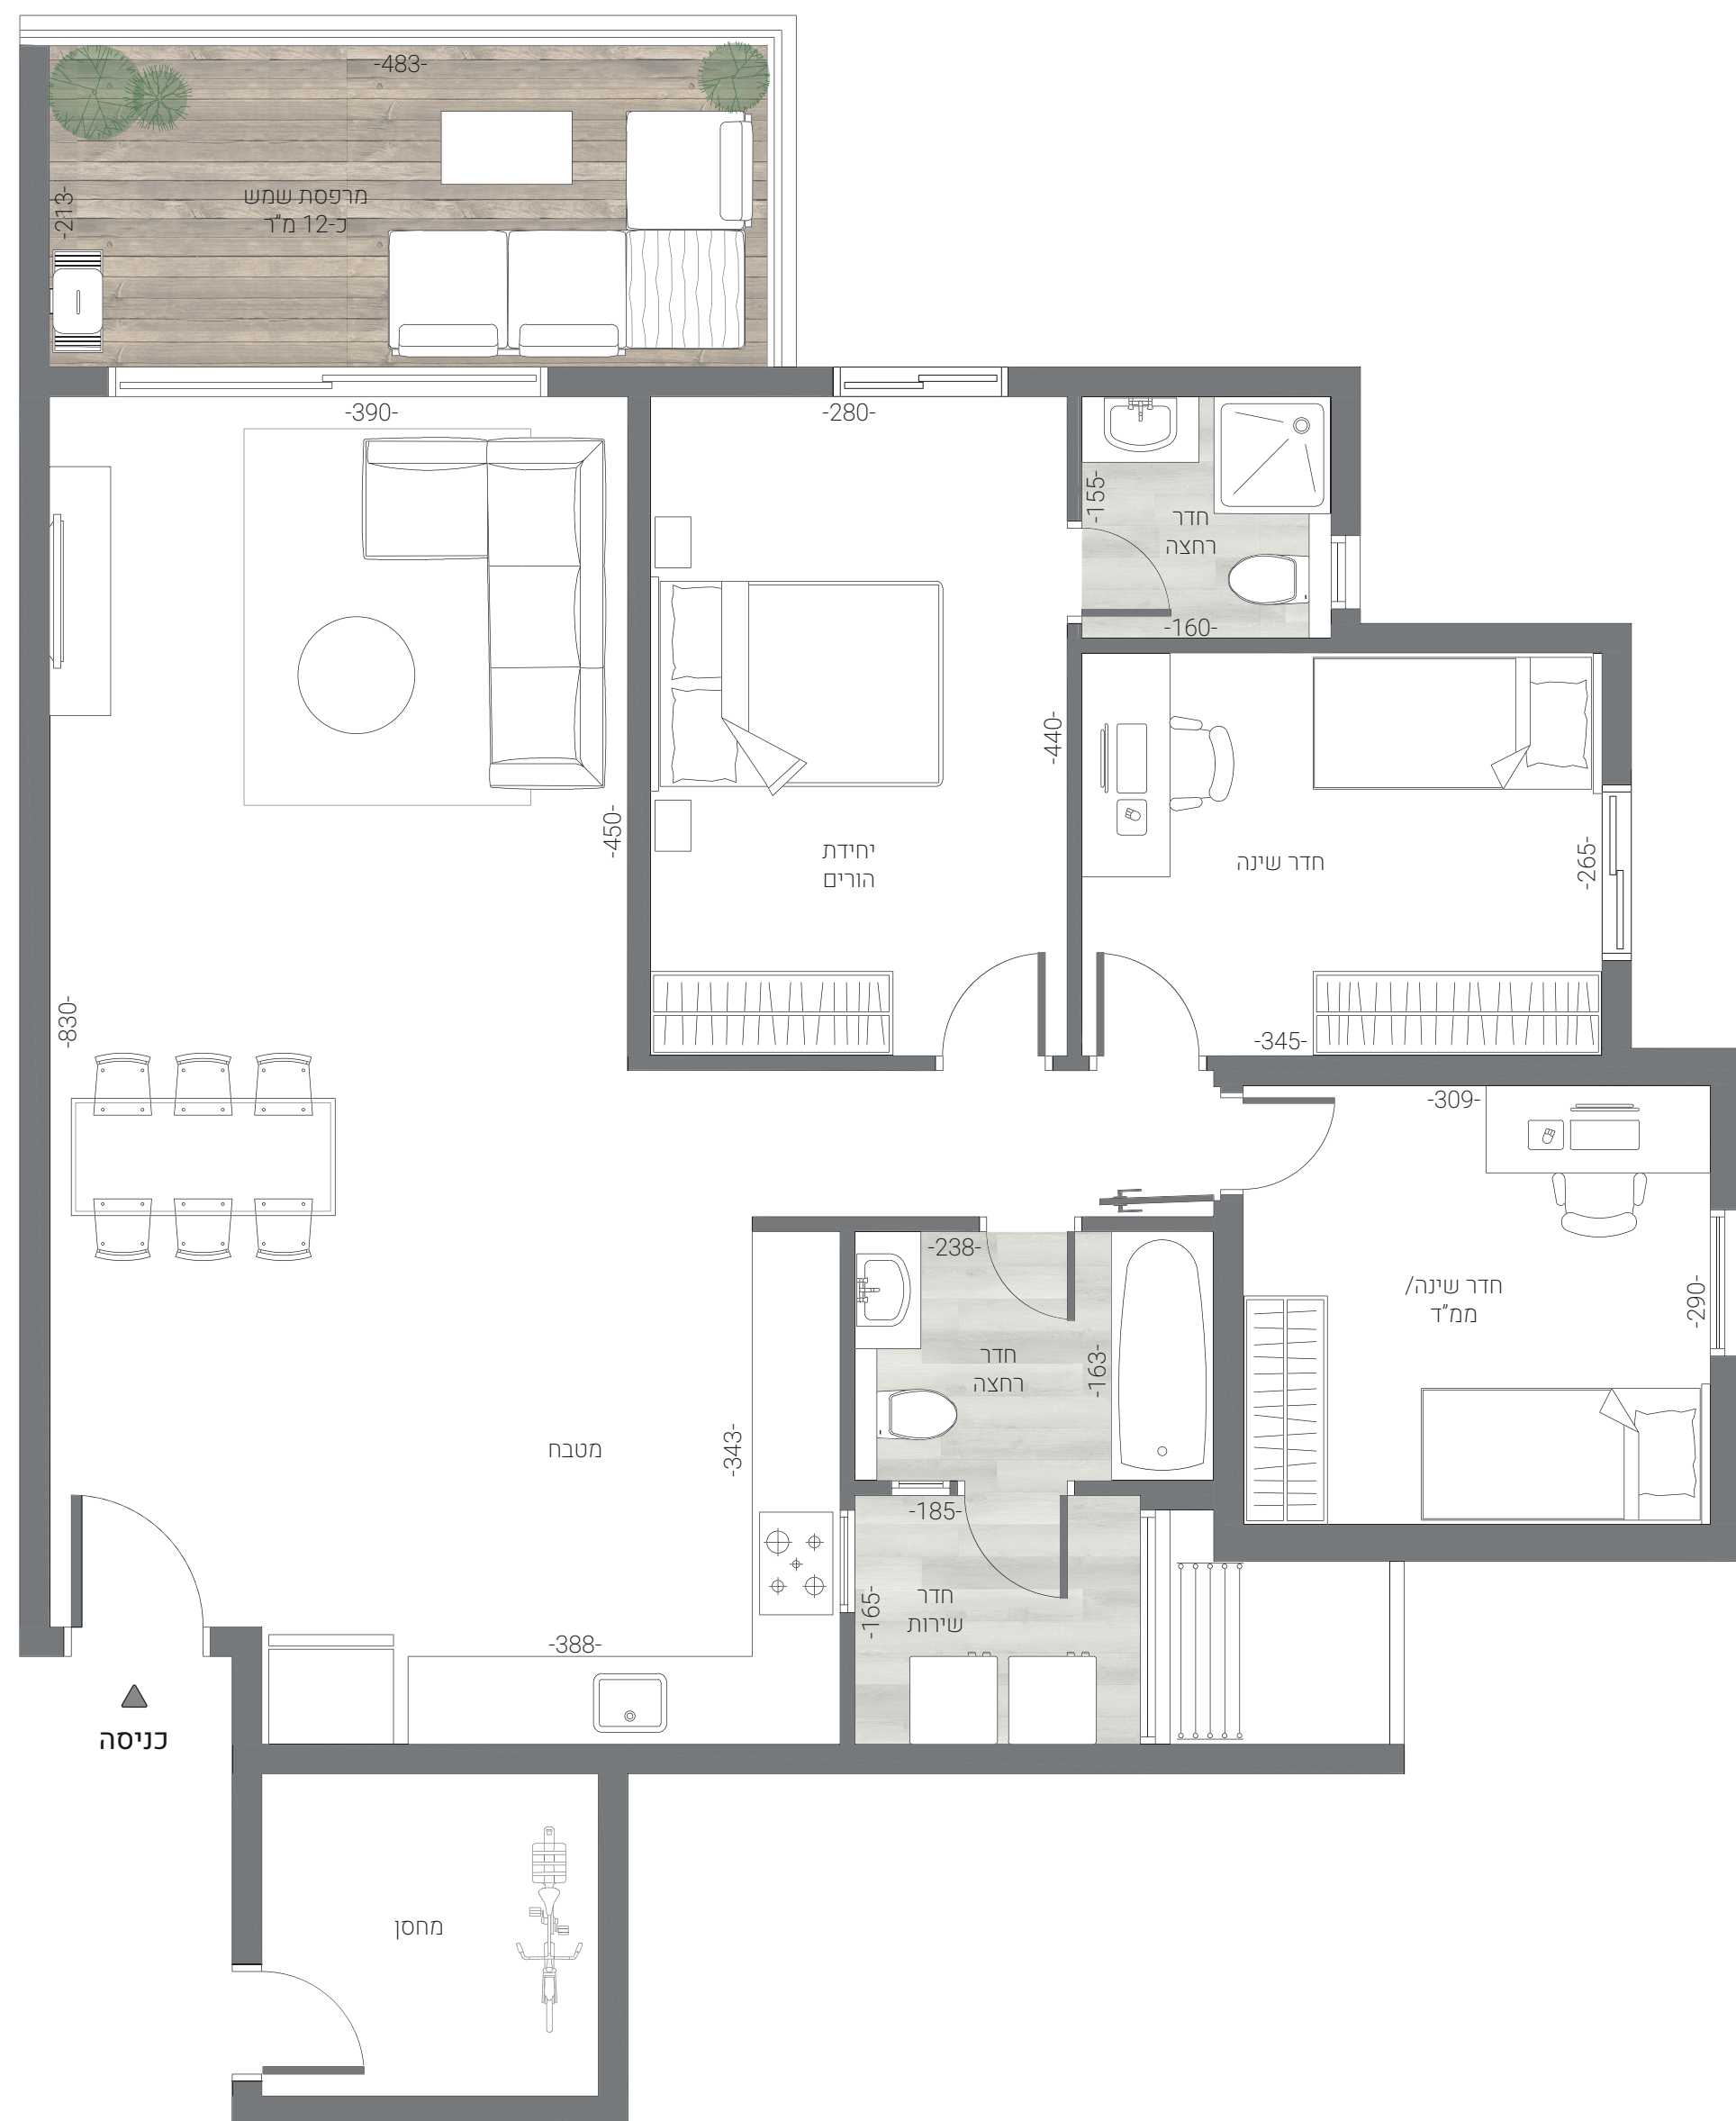 -483-
מרפסת שמש
כ-12 מ"ר
-213-
-390-
-280-
-155-
חדר
רחצה
-160-
-440-
-450-
יחידת
הורים
חדר שינה
-265-
-830-
-345-
-309-
-238-
חדר שינה/
ממ"ד
-290-
חדר
רחצה
-163-
מטבח
-343-
-185-
חדר
שירות
-165-
-388-
כניסה
מחסן